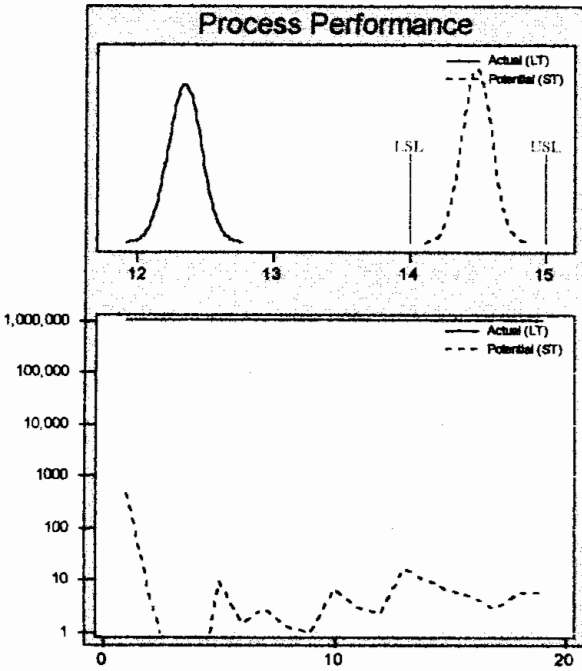 Process Performance
Actual (LT)
Potential (ST)
LSL
USL
12 13 14 15
Actual (LT)
Potential (ST)
1,000,000
100,000
10,000
1000
100
10
1
0 10 20